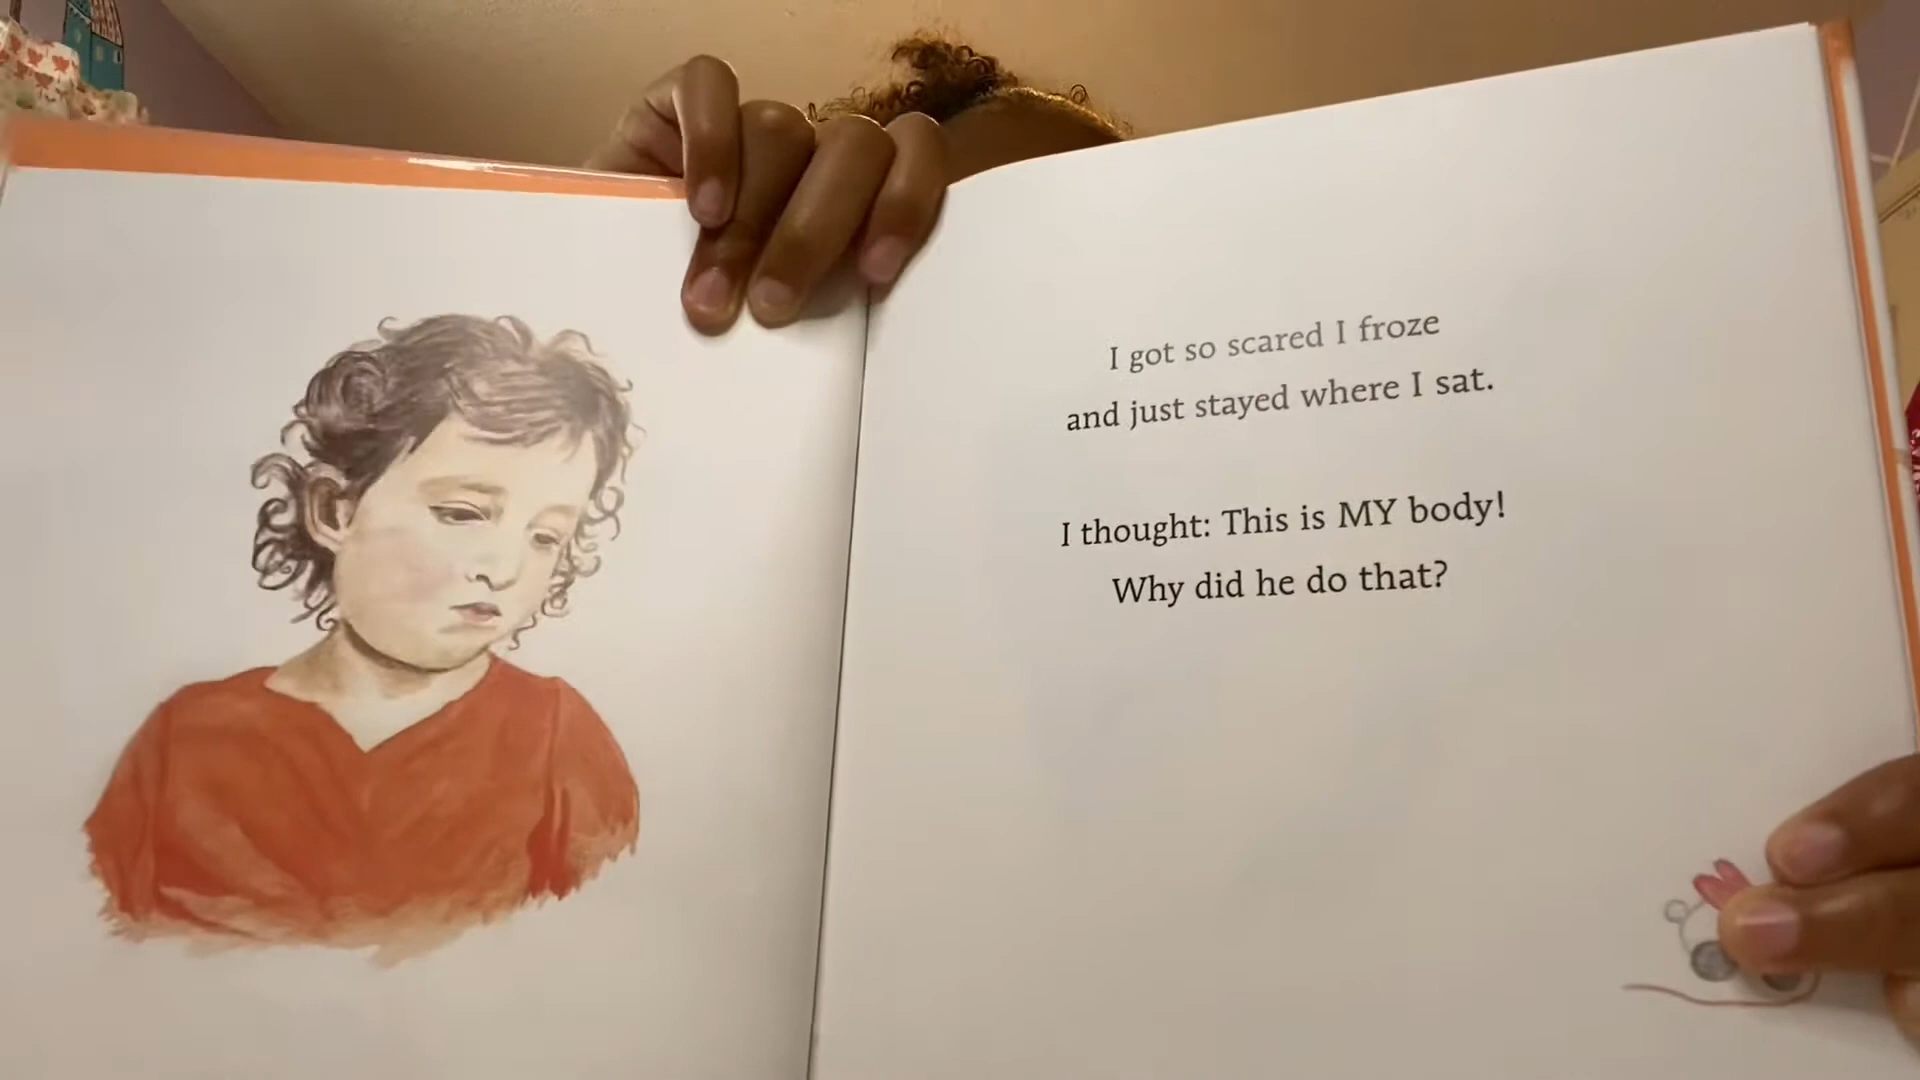 I got so scared I froze
and just stayed where I sat.
I thought: This is MY body!
Why did he do that?